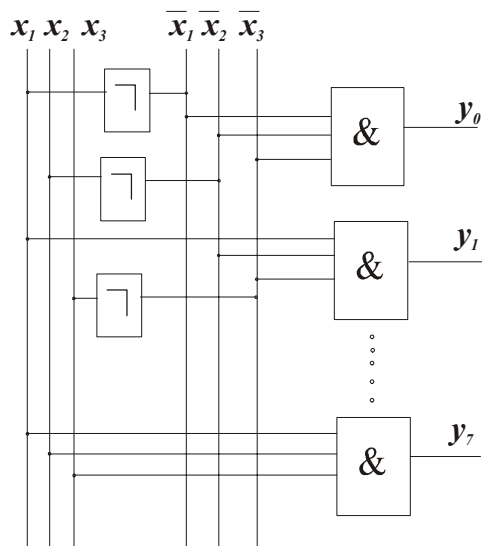 x₁ x₂ x₃ x̅₁ x̅₂ x̅₃
¬
& y₀
¬
& y₁
¬
& y₇